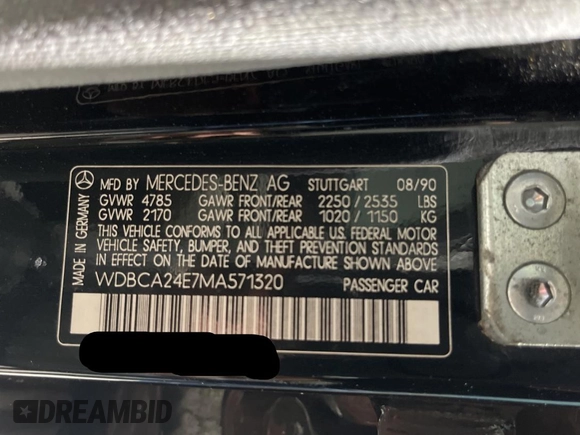 MADE IN GERMANY
MFD BY MERCEDES-BENZ AG STUTTGART 08/90
GVWR 4785 GAWR FRONT/REAR 2250 / 2535 LBS
GVWR 2170 GAWR FRONT/REAR 1020 / 1150 KG
THIS VEHICLE CONFORMS TO ALL U.S. FEDERAL MOTOR
VEHICLE SAFETY, BUMPER, AND THEFT PREVENTION STANDARDS
IN EFFECT ON THE DATE OF MANUFACTURE SHOWN ABOVE.
WDBCA24E7MA571320 PASSENGER CAR
DREAMBID